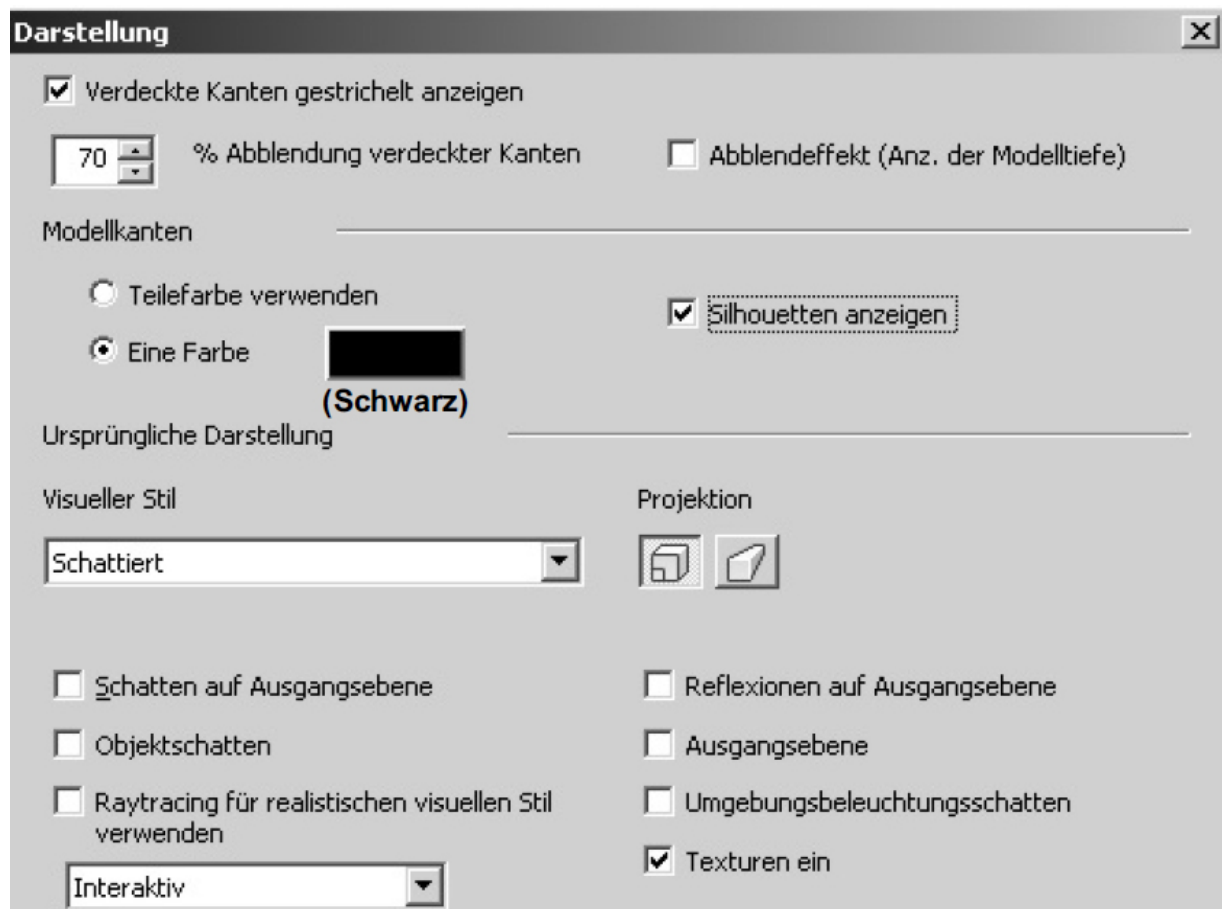 Darstellung
Verdeckte Kanten gestrichelt anzeigen
70 % Abblendung verdeckter Kanten
Abblendeffekt (Anz. der Modelltiefe)
Modellkanten
Teilefarbe verwenden
Silhouetten anzeigen
Eine Farbe
(Schwarz)
Ursprüngliche Darstellung
Visueller Stil
Projektion
Schattiert
Schatten auf Ausgangsebene
Reflexionen auf Ausgangsebene
Objektschatten
Ausgangsebene
Raytracing für realistischen visuellen Stil
verwenden
Umgebungsbeleuchtungsschatten
Texturen ein
Interaktiv